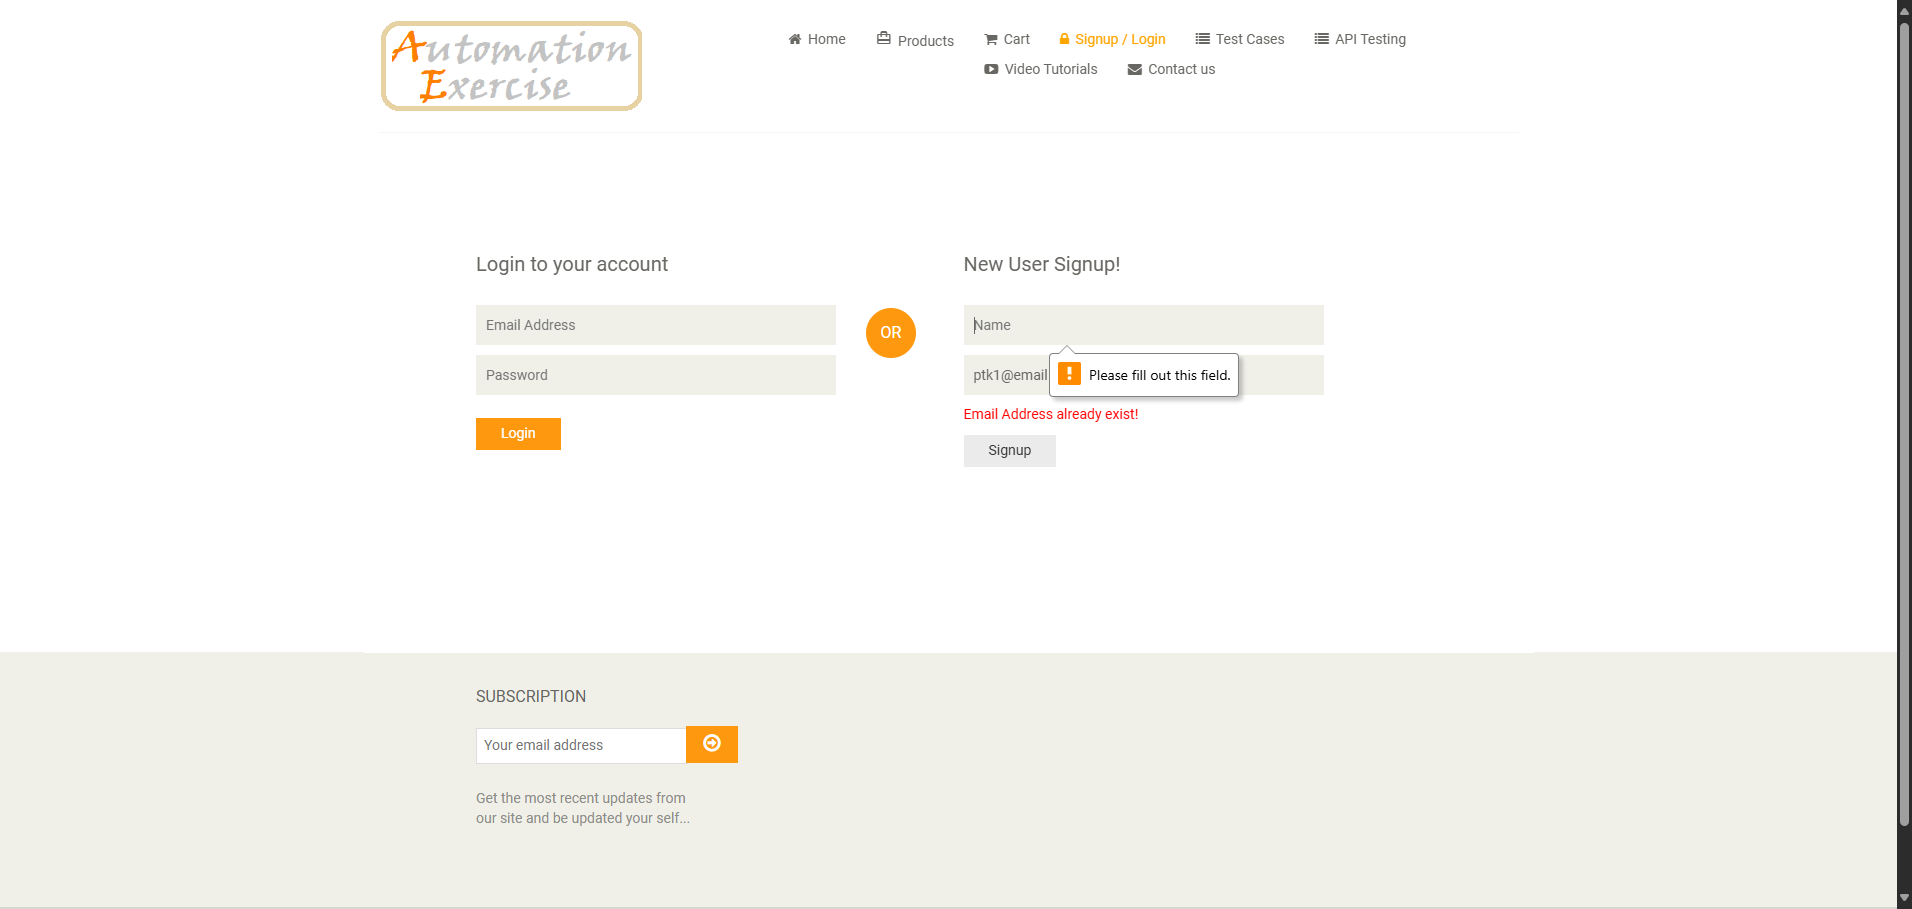 Automation
Exercise
Home
Products
Cart
Signup / Login
Test Cases
API Testing
Video Tutorials
Contact us
Login to your account
Email Address
Password
Login
OR
New User Signup!
Name
ptk1@email
Please fill out this field.
Email Address already exist!
Signup
SUBSCRIPTION
Your email address
Get the most recent updates from
our site and be updated your self...